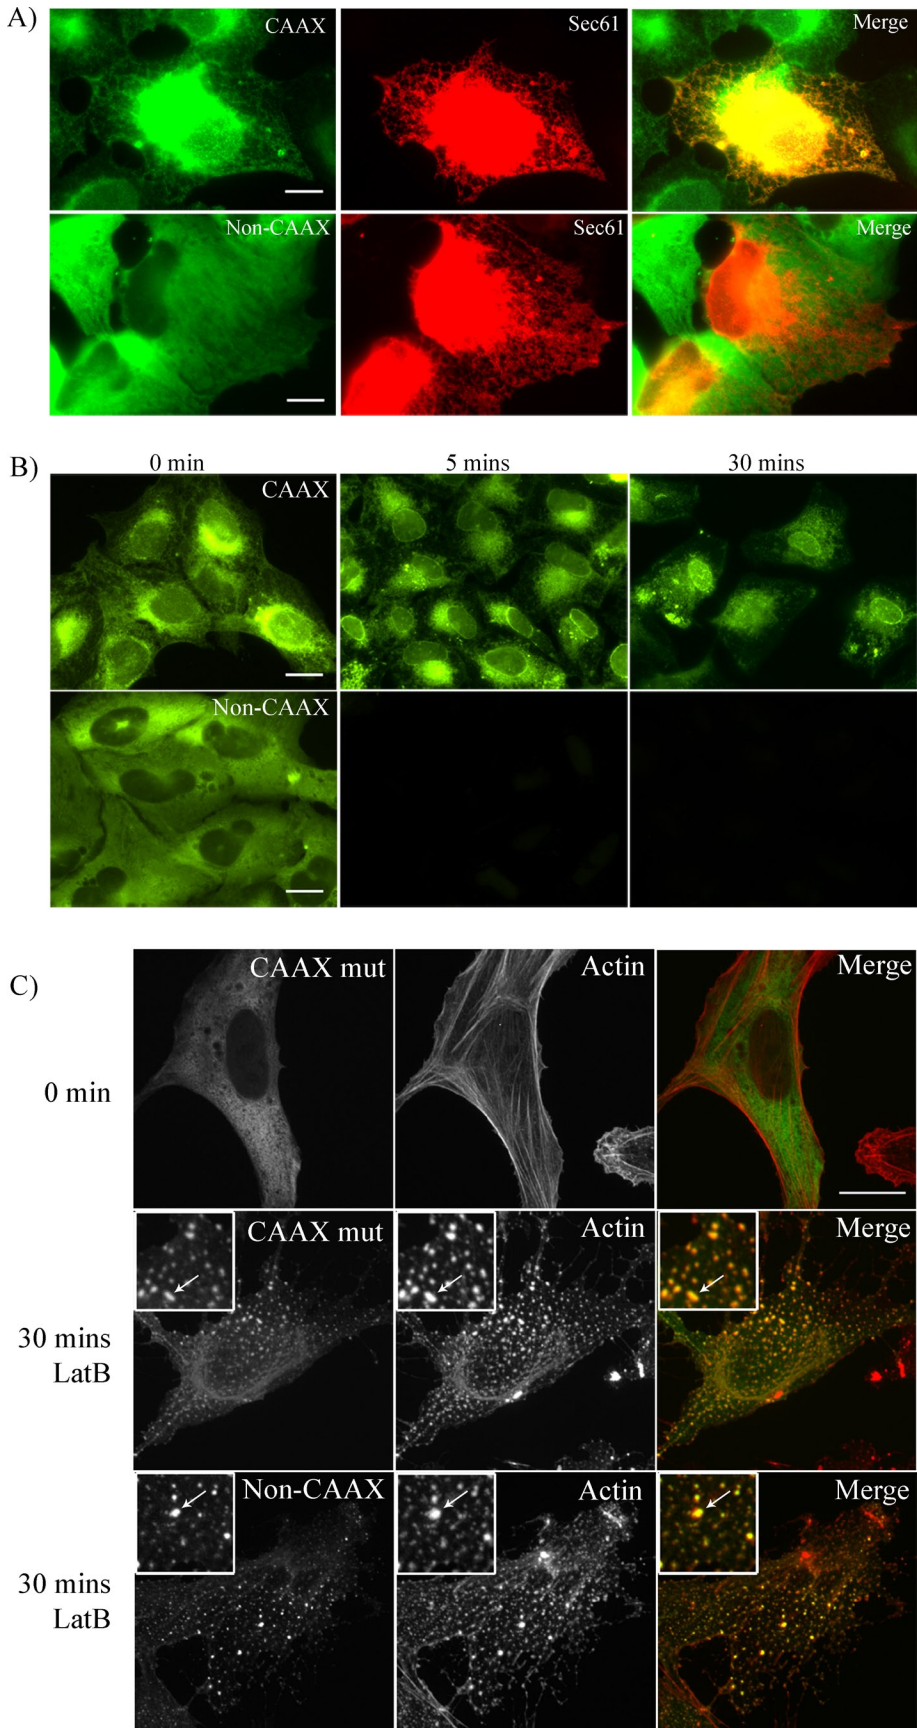 A)
CAAX Sec61 Merge
Non-CAAX Sec61 Merge
B)
0 min 5 mins 30 mins
CAAX
Non-CAAX
C)
CAAX mut Actin Merge
0 min
CAAX mut Actin Merge
30 mins
LatB
Non-CAAX Actin Merge
30 mins
LatB